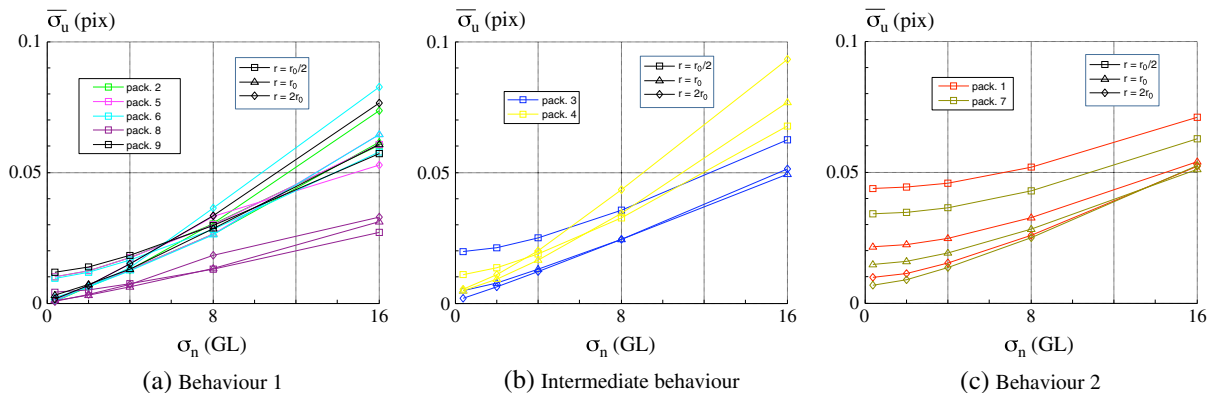 σ̅u̅ (pix)
0.1
0.05
0
0
8
16
pack. 2
pack. 5
pack. 6
pack. 8
pack. 9
r = r₀/2
r = r₀
r = 2r₀
σₙ (GL)
(a) Behaviour 1
σ̅u̅ (pix)
0.1
0.05
0
0
8
16
pack. 3
pack. 4
r = r₀/2
r = r₀
r = 2r₀
σₙ (GL)
(b) Intermediate behaviour
σ̅u̅ (pix)
0.1
0.05
0
0
8
16
pack. 1
pack. 7
r = r₀/2
r = r₀
r = 2r₀
σₙ (GL)
(c) Behaviour 2